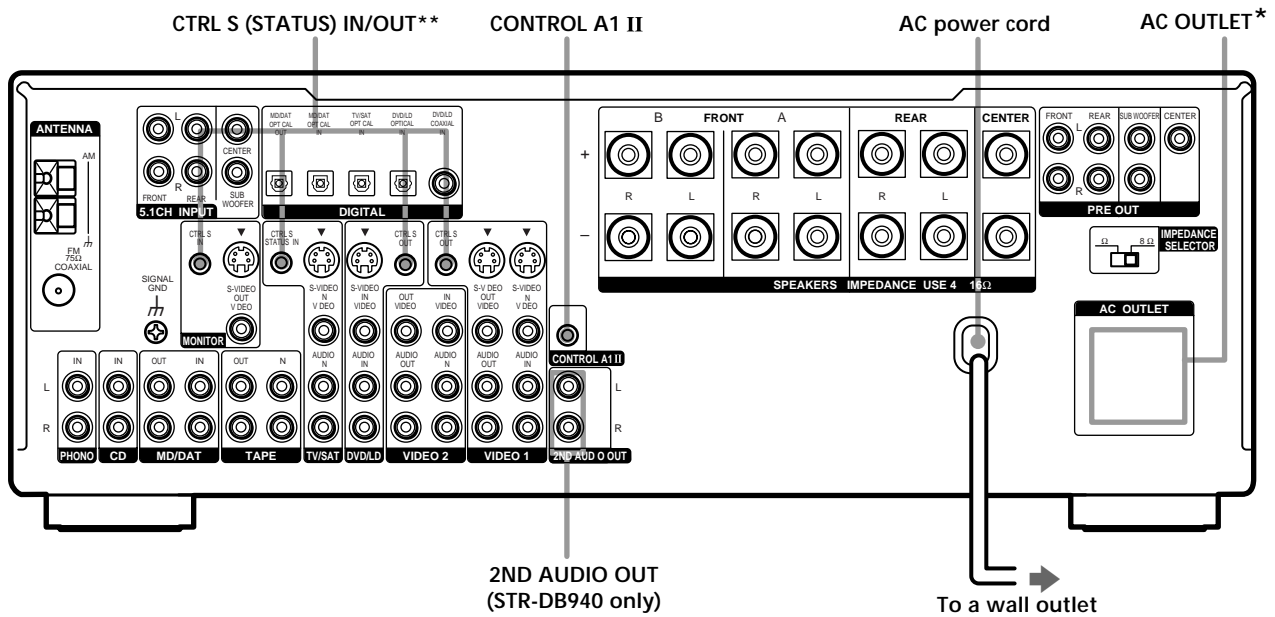 CTRL S (STATUS) IN/OUT**
CONTROL A1 II
AC power cord
AC OUTLET*
ANTENNA
AM
FM
75Ω
COAXIAL
L
R
FRONT
REAR
CENTER
SUB
WOOFER
5.1CH INPUT
MD/DAT
OPT CAL
OUT
MD/DAT
OPT CAL
IN
TV/SAT
OPT CAL
IN
DVD/LD
OPTICAL
IN
DVD/LD
COAXIAL
IN
DIGITAL
B
FRONT
A
REAR
CENTER
+
R
L
R
L
R
L
–
SPEAKERS IMPEDANCE USE 4 16Ω
FRONT
REAR
SUB WOOFER
CENTER
L
R
PRE OUT
Ω
8 Ω
IMPEDANCE
SELECTOR
AC OUTLET
SIGNAL
GND
CTRL S
IN
S-VIDEO
OUT
V DEO
MONITOR
CTRL S
STATUS IN
S-VIDEO
N
V DEO
S-VIDEO
IN
VIDEO
CTRL S
OUT
OUT
VIDEO
IN
VIDEO
CTRL S
OUT
S-V DEO
OUT
VIDEO
S-VIDEO
N
V DEO
AUDIO
N
AUDIO
IN
AUDIO
OUT
AUDIO
N
AUDIO
OUT
AUDIO
IN
CONTROL A1 II
IN
IN
OUT
IN
OUT
N
L
R
L
R
PHONO
CD
MD/DAT
TAPE
TV/SAT
DVD/LD
VIDEO 2
VIDEO 1
2ND AUD O OUT
2ND AUDIO OUT
(STR-DB940 only)
To a wall outlet